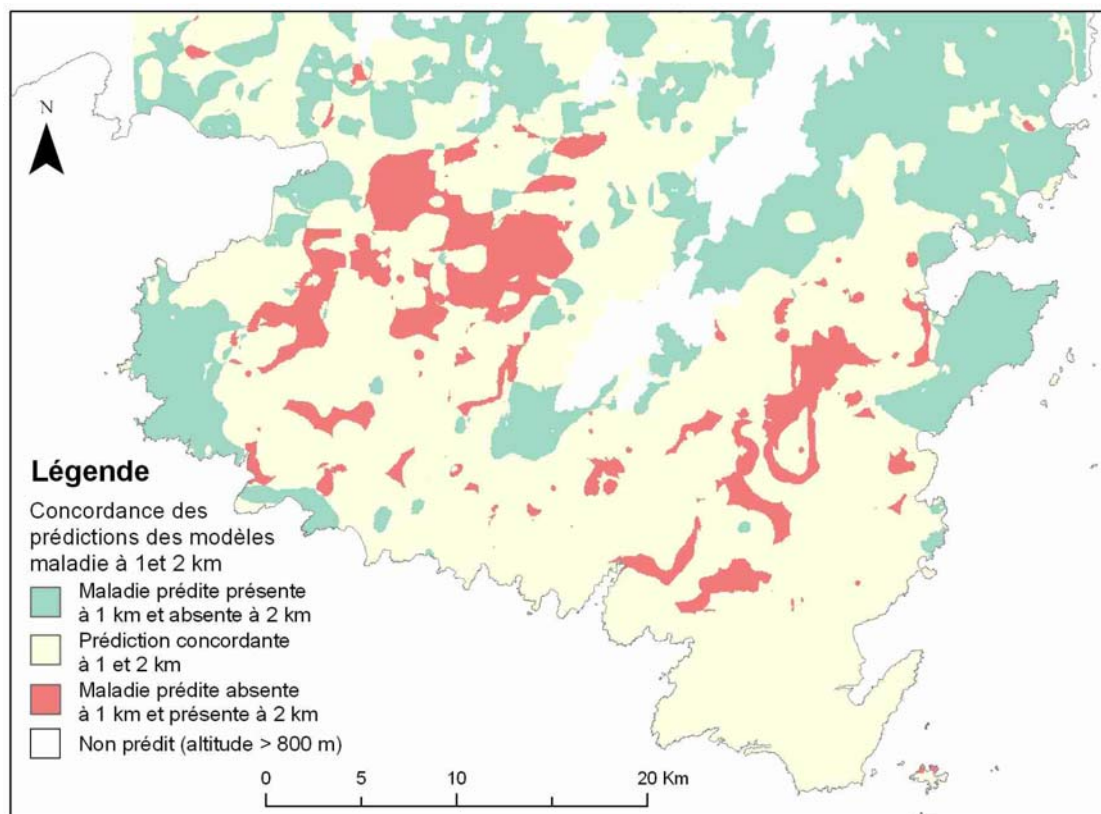 N
Légende
Concordance des
prédictions des modèles
maladie à 1et 2 km
Maladie prédite présente
à 1 km et absente à 2 km
Prédiction concordante
à 1 et 2 km
Maladie prédite absente
à 1 km et présente à 2 km
Non prédit (altitude > 800 m)
0 5 10 20 Km